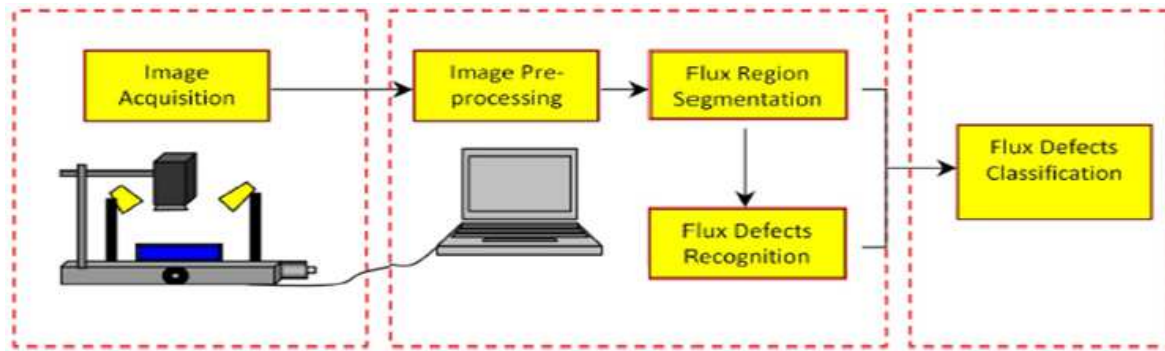 Image
Acquisition
Image Pre-
processing
Flux Region
Segmentation
Flux Defects
Recognition
Flux Defects
Classification